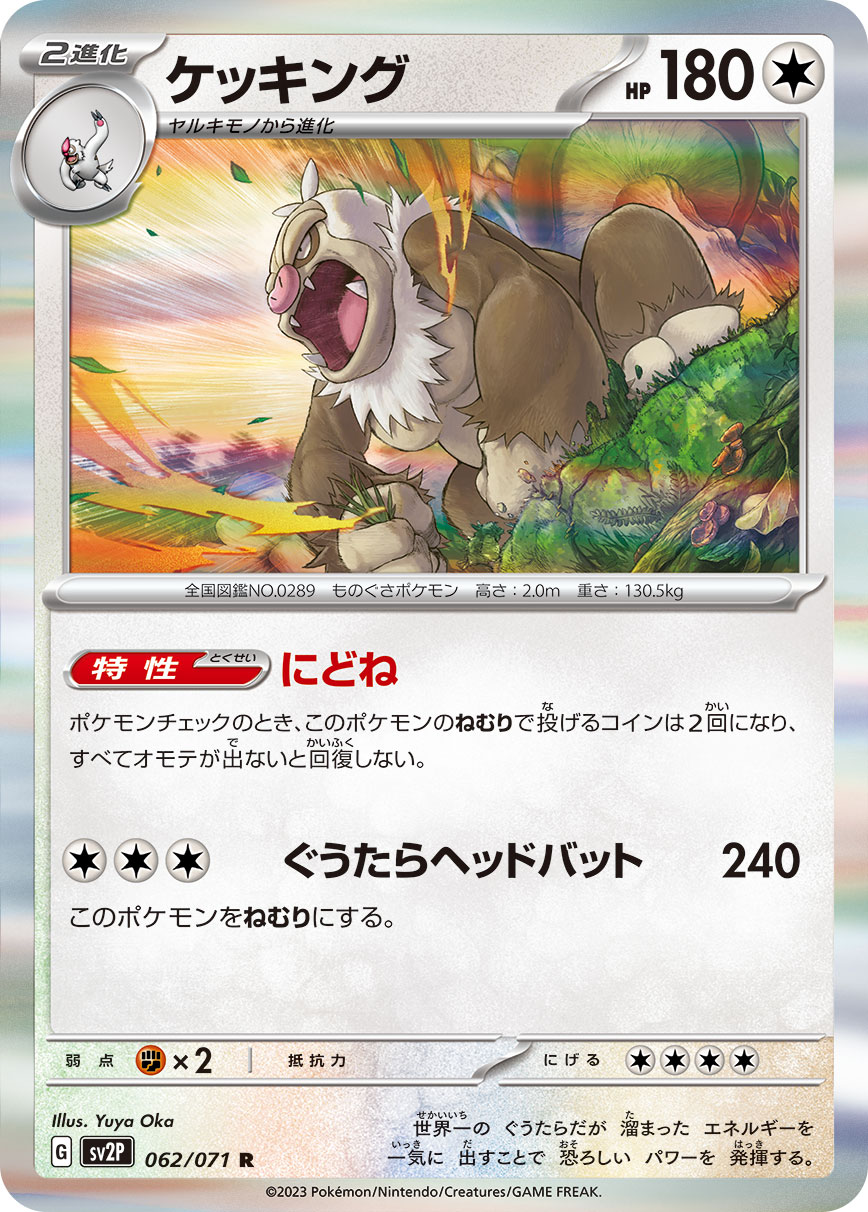 2進化
ケッキング
HP 180
ヤルキモノから進化
全国図鑑NO.0289 ものぐさポケモン 高さ：2.0m 重さ：130.5kg
特性 とくせい にどね
ポケモンチェックのとき、このポケモンのねむりで投げるコインは2回になり、
すべてオモテが出ないと回復しない。
ぐうたらヘッドバット 240
このポケモンをねむりにする。
弱点 ×2 抵抗力 にげる
Illus. Yuya Oka
世界一の ぐうたらだが 溜まった エネルギーを
一気に 出すことで 恐ろしい パワーを 発揮する。
G sv2P 062/071 R
©2023 Pokémon/Nintendo/Creatures/GAME FREAK.